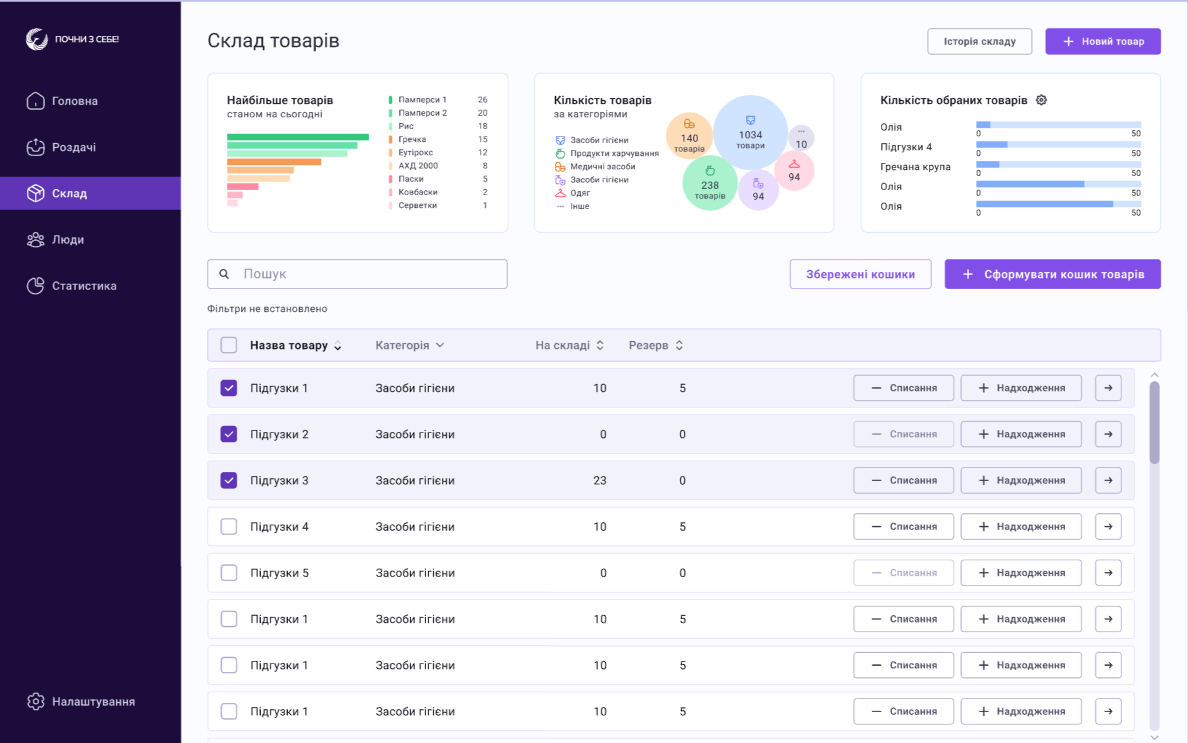 ПОЧНИ З СЕБЕ!
Головна
Роздачі
Склад
Люди
Статистика
Налаштування
Склад товарів
Історія складу
+ Новий товар
Найбільше товарів
станом на сьогодні
Памперси 1 26
Памперси 2 20
Рис 18
Гречка 15
Еутірокс 12
АХД 2000 8
Паски 5
Ковбаски 2
Серветки 1
Кількість товарів
за категоріями
Засоби гігієни
Продукти харчування
Медичні засоби
Засоби гігієни
Одяг
Інше
140
товарів
1034
товари
10
238
товарів
94
94
Кількість обраних товарів
Олія
0 50
Підгузки 4
0 50
Гречана крупа
0 50
Олія
0 50
Олія
0 50
Пошук
Збережені кошики
+ Сформувати кошик товарів
Фільтри не встановлено
Назва товару Категорія На складі Резерв
Підгузки 1 Засоби гігієни 10 5 — Списання + Надходження →
Підгузки 2 Засоби гігієни 0 0 — Списання + Надходження →
Підгузки 3 Засоби гігієни 23 0 — Списання + Надходження →
Підгузки 4 Засоби гігієни 10 5 — Списання + Надходження →
Підгузки 5 Засоби гігієни 0 0 — Списання + Надходження →
Підгузки 1 Засоби гігієни 10 5 — Списання + Надходження →
Підгузки 1 Засоби гігієни 10 5 — Списання + Надходження →
Підгузки 1 Засоби гігієни 10 5 — Списання + Надходження →